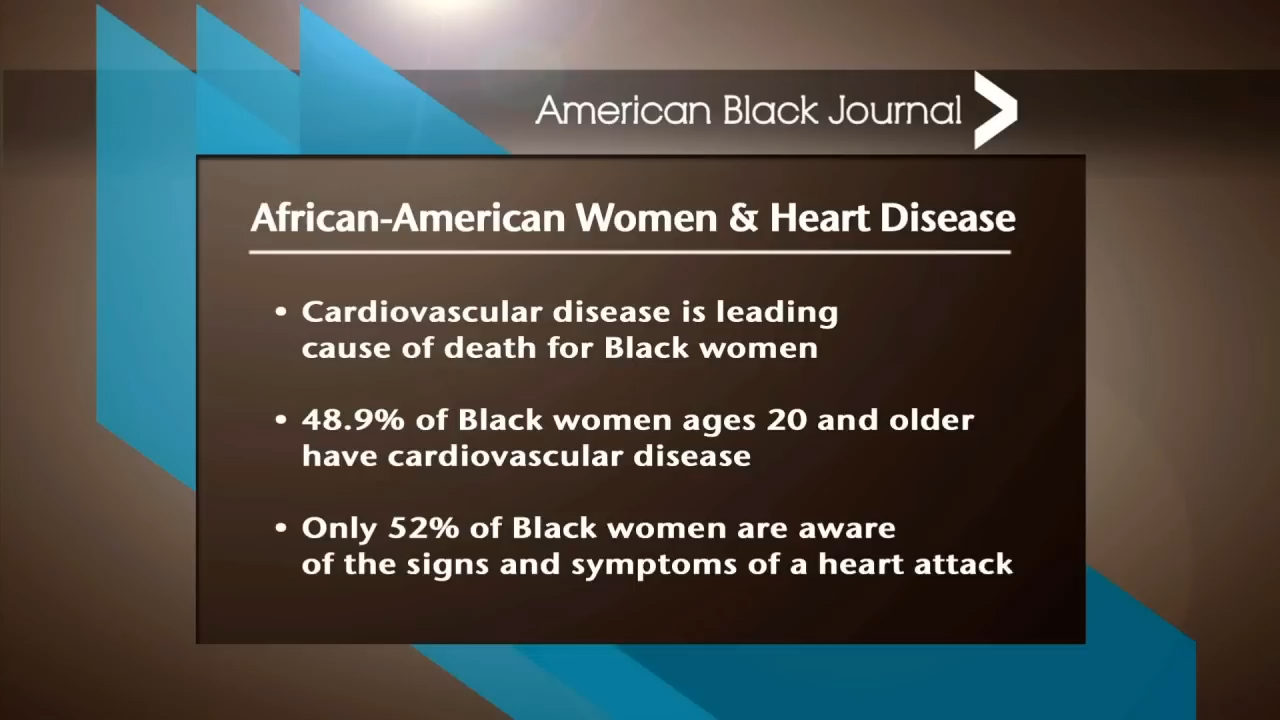 American Black Journal
African-American Women & Heart Disease
• Cardiovascular disease is leading
cause of death for Black women
• 48.9% of Black women ages 20 and older
have cardiovascular disease
• Only 52% of Black women are aware
of the signs and symptoms of a heart attack